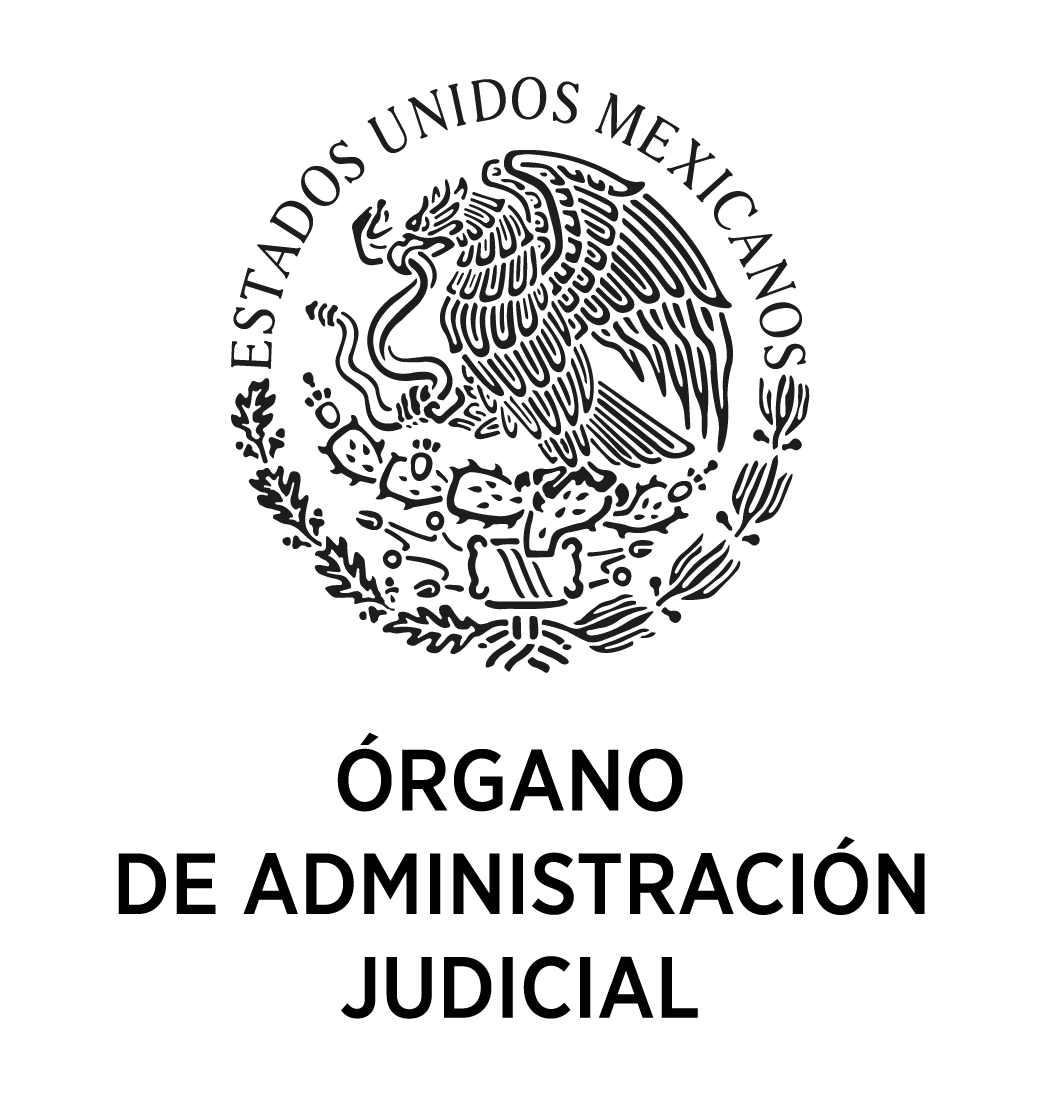 ESTADOS UNIDOS MEXICANOS
ÓRGANO
DE ADMINISTRACIÓN
JUDICIAL